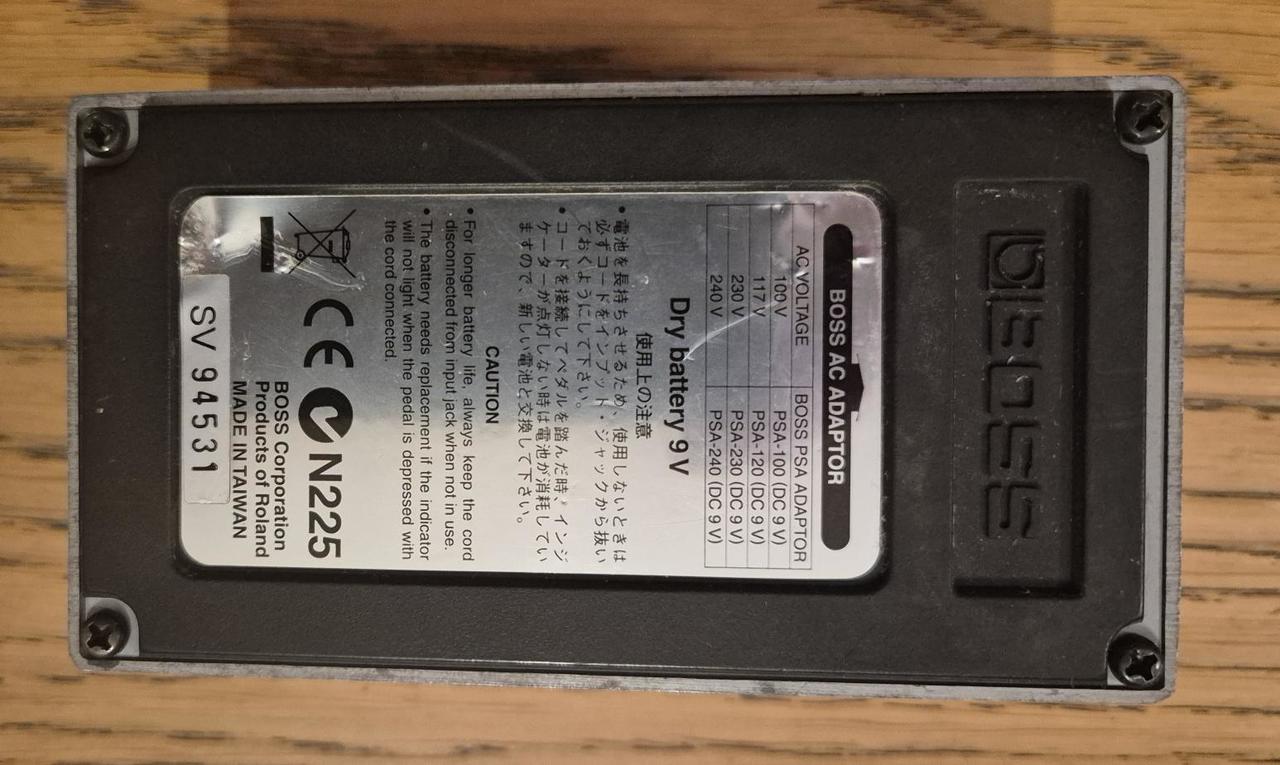 BOSS
BOSS AC ADAPTOR
AC VOLTAGE BOSS PSA ADAPTOR
100 V PSA-100 (DC 9 V)
117 V PSA-120 (DC 9 V)
230 V PSA-230 (DC 9 V)
240 V PSA-240 (DC 9 V)
Dry battery 9 V
使用上の注意
• 電池を長持ちさせるため、使用しないときは
必ずコードをインプット・ジャックから抜い
ておくようにして下さい。
• コードを接続してペダルを踏んだ時、インジ
ケーターが点灯しない時は電池が消耗してい
ますので、新しい電池と交換して下さい。
CAUTION
• For longer battery life, always keep the cord
disconnected from input jack when not in use.
• The battery needs replacement if the indicator
will not light when the pedal is depressed with
the cord connected.
CE N225
BOSS Corporation
Products of Roland
MADE IN TAIWAN
SV 94531